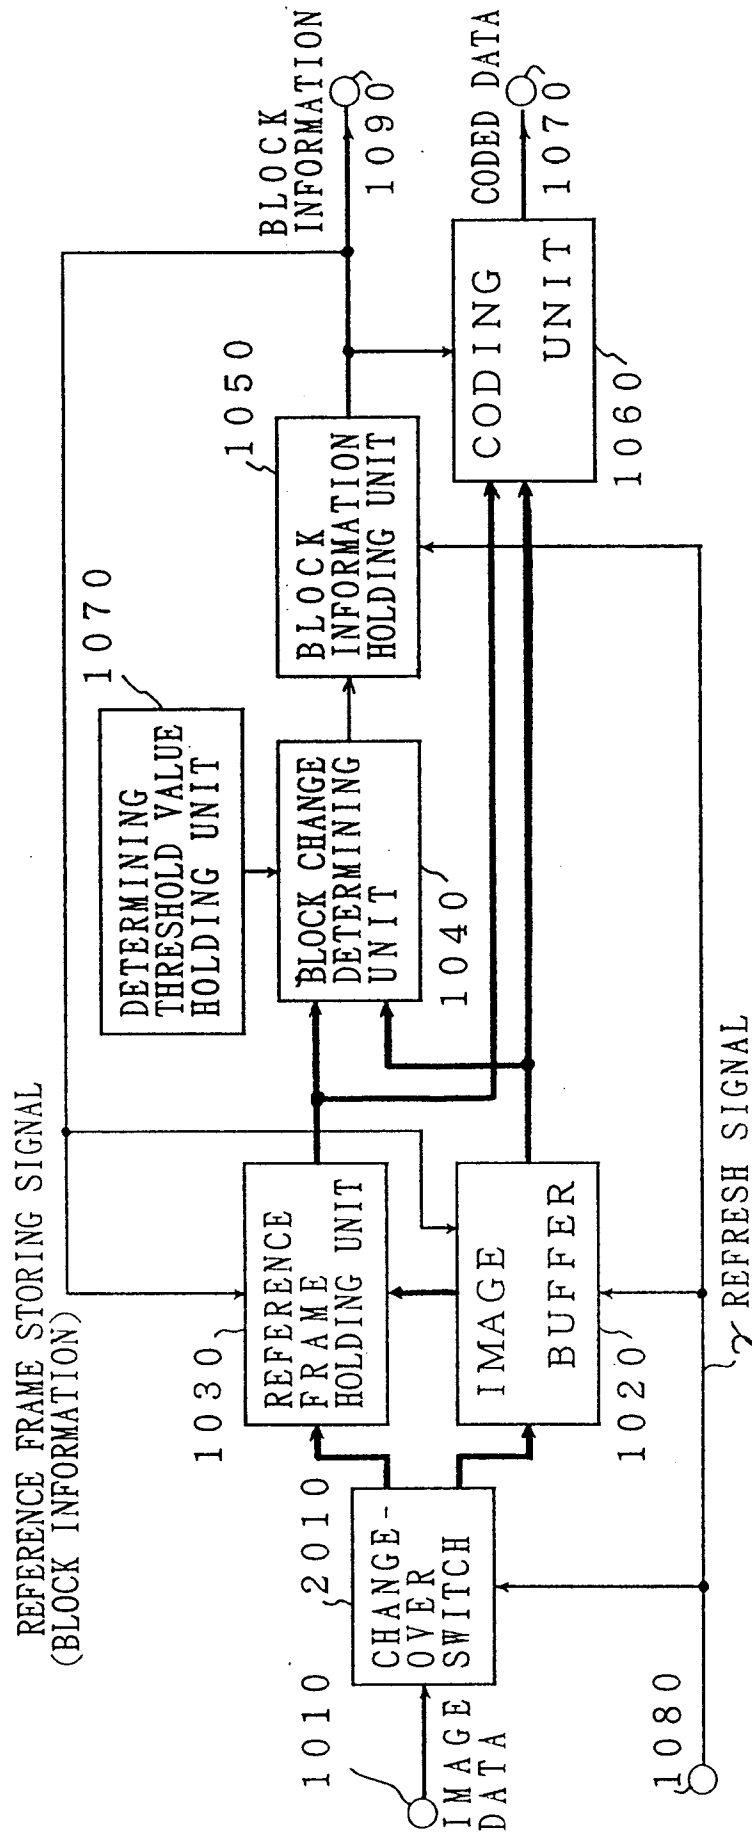 REFERENCE FRAME STORING SIGNAL
(BLOCK INFORMATION)
1010
IMAGE
DATA
2010
CHANGE-
OVER
SWITCH
1030
REFERENCE
FRAME
HOLDING UNIT
IMAGE
BUFFER
1020
1070
DETERMINING
THRESHOLD VALUE
HOLDING UNIT
BLOCK CHANGE
DETERMINING
UNIT
1040
1050
BLOCK
INFORMATION
HOLDING UNIT
BLOCK
INFORMATION
1090
CODING
UNIT
1060
CODED DATA
1070
1080
REFRESH SIGNAL